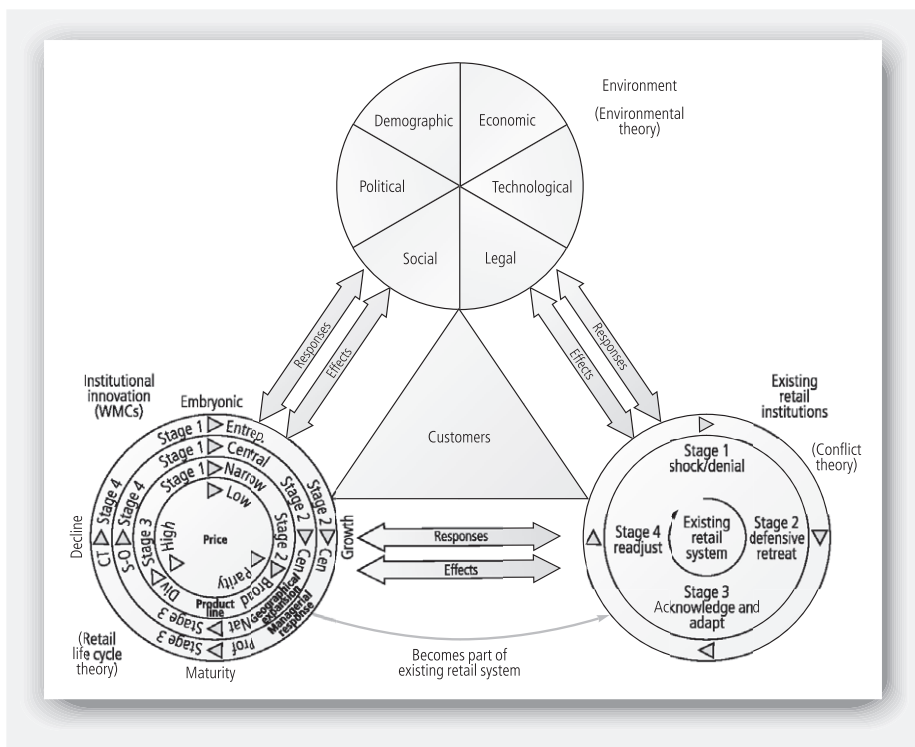 Environment
(Environmental
theory)
Demographic
Economic
Political
Technological
Social
Legal
Responses
Effects
Effects
Responses
Customers
Institutional
innovation
(WMCs)
Embryonic
Stage 1
Entrep.
Stage 1
Central
Stage 1
Narrow
Low
Stage 2
Cen
Stage 2
Cen
Stage 2
Broad
Parity
Price
High
Product
line
Geographical
expansion
Managerial
response
Nat
Prof
Stage 3
Stage 3
Stage 3
Div
Stage 4
Stage 4
CT
SO
Decline
Growth
Maturity
(Retail
life cycle
theory)
Responses
Effects
Becomes part of
existing retail system
Existing
retail
institutions
(Conflict
theory)
Stage 1
shock/denial
Stage 4
readjust
Existing
retail
system
Stage 2
defensive
retreat
Stage 3
Acknowledge and
adapt